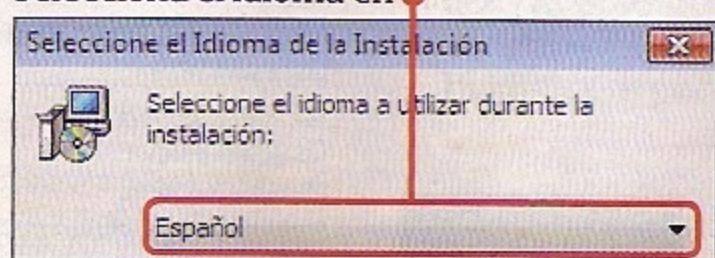 Seleccione el Idioma de la Instalación
Seleccione el idioma a utilizar durante la
instalación:
Español